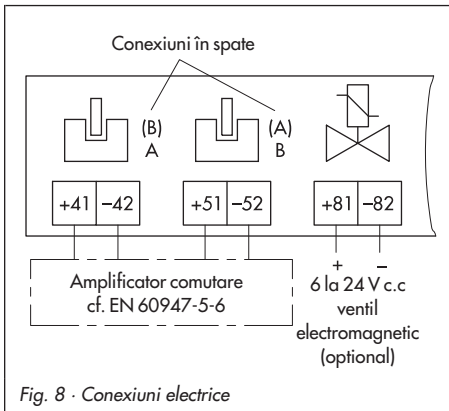 Conexiuni în spate
(B)
A
(A)
B
+41 –42
+51 –52
+81 –82
+ –
Amplificator comutare
cf. EN 60947-5-6
6 la 24 V c.c
ventil
electromagnetic
(optional)
Fig. 8 · Conexiuni electrice